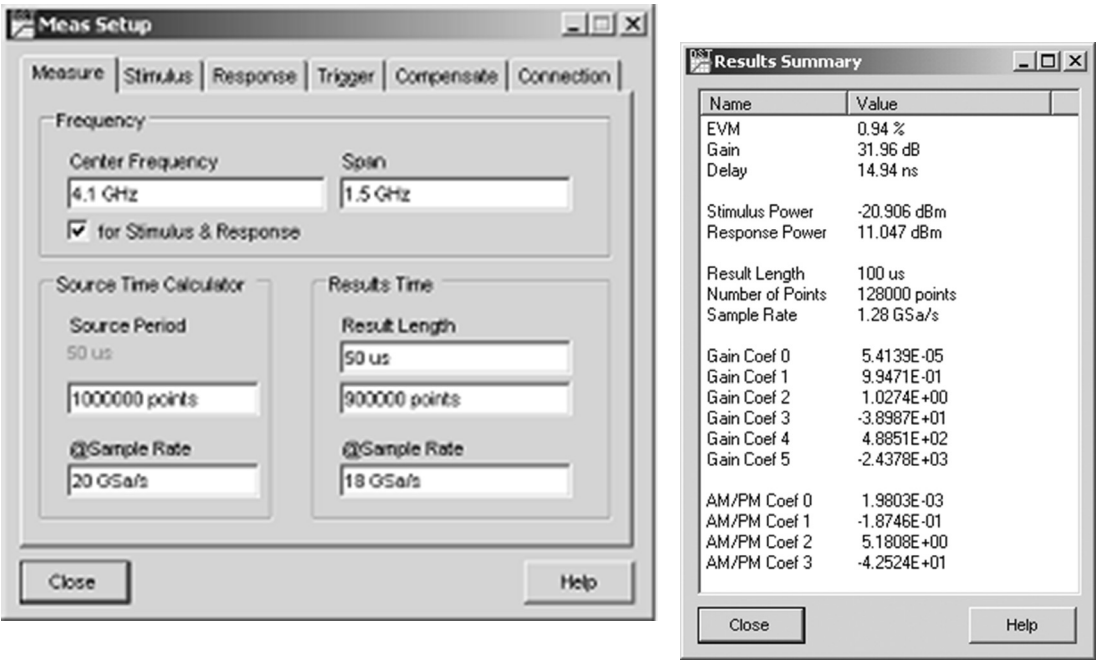 Meas Setup
Measure Stimulus Response Trigger Compensate Connection
Frequency
Center Frequency Span
4.1 GHz 1.5 GHz
for Stimulus & Response
Source Time Calculator Results Time
Source Period Result Length
50 us 50 us
1000000 points 900000 points
@Sample Rate @Sample Rate
20 GSa/s 18 GSa/s
Close Help
DST
Results Summary
Name Value
EVM 0.94 %
Gain 31.96 dB
Delay 14.94 ns
Stimulus Power -20.906 dBm
Response Power 11.047 dBm
Result Length 100 us
Number of Points 128000 points
Sample Rate 1.28 GSa/s
Gain Coef 0 5.4139E-05
Gain Coef 1 9.9471E-01
Gain Coef 2 1.0274E+00
Gain Coef 3 -3.8987E+01
Gain Coef 4 4.8851E+02
Gain Coef 5 -2.4378E+03
AM/PM Coef 0 1.9803E-03
AM/PM Coef 1 -1.8746E-01
AM/PM Coef 2 5.1808E+00
AM/PM Coef 3 -4.2524E+01
Close Help